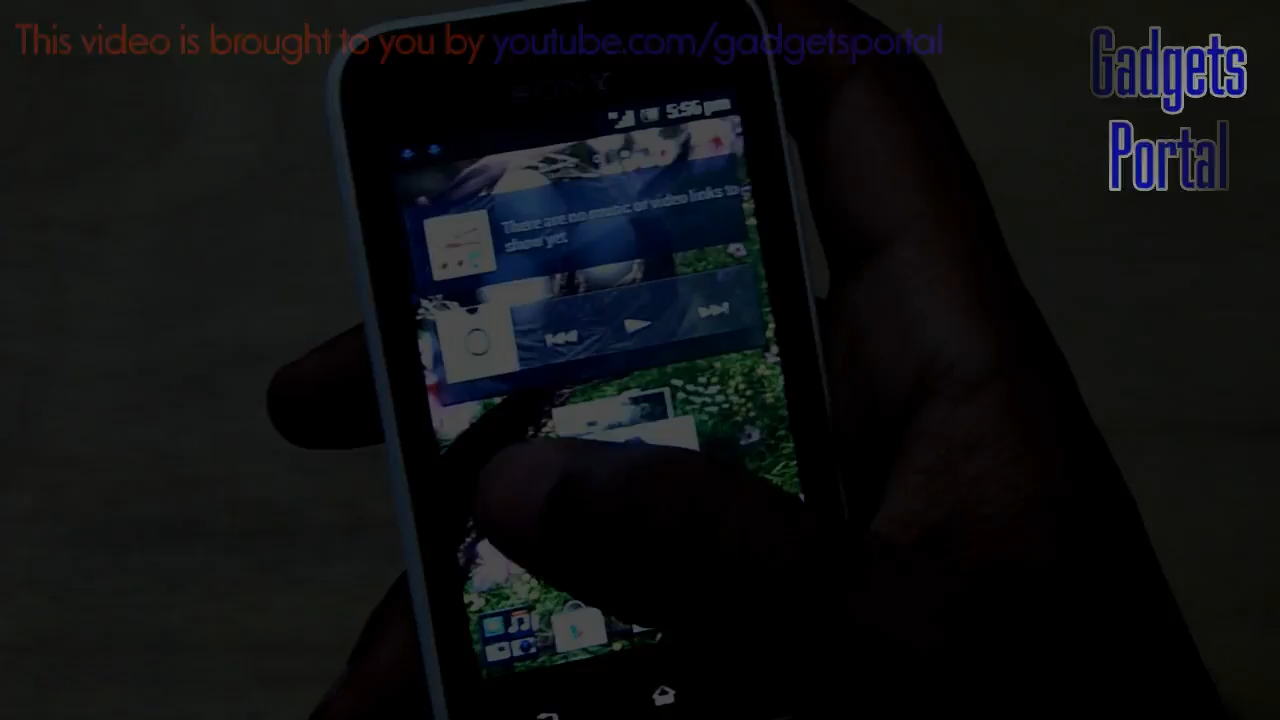 This video is brought to you by youtube.com/gadgetsportal
Gadgets
Portal
SONY
5:56 pm
There are no music or video links to
show yet